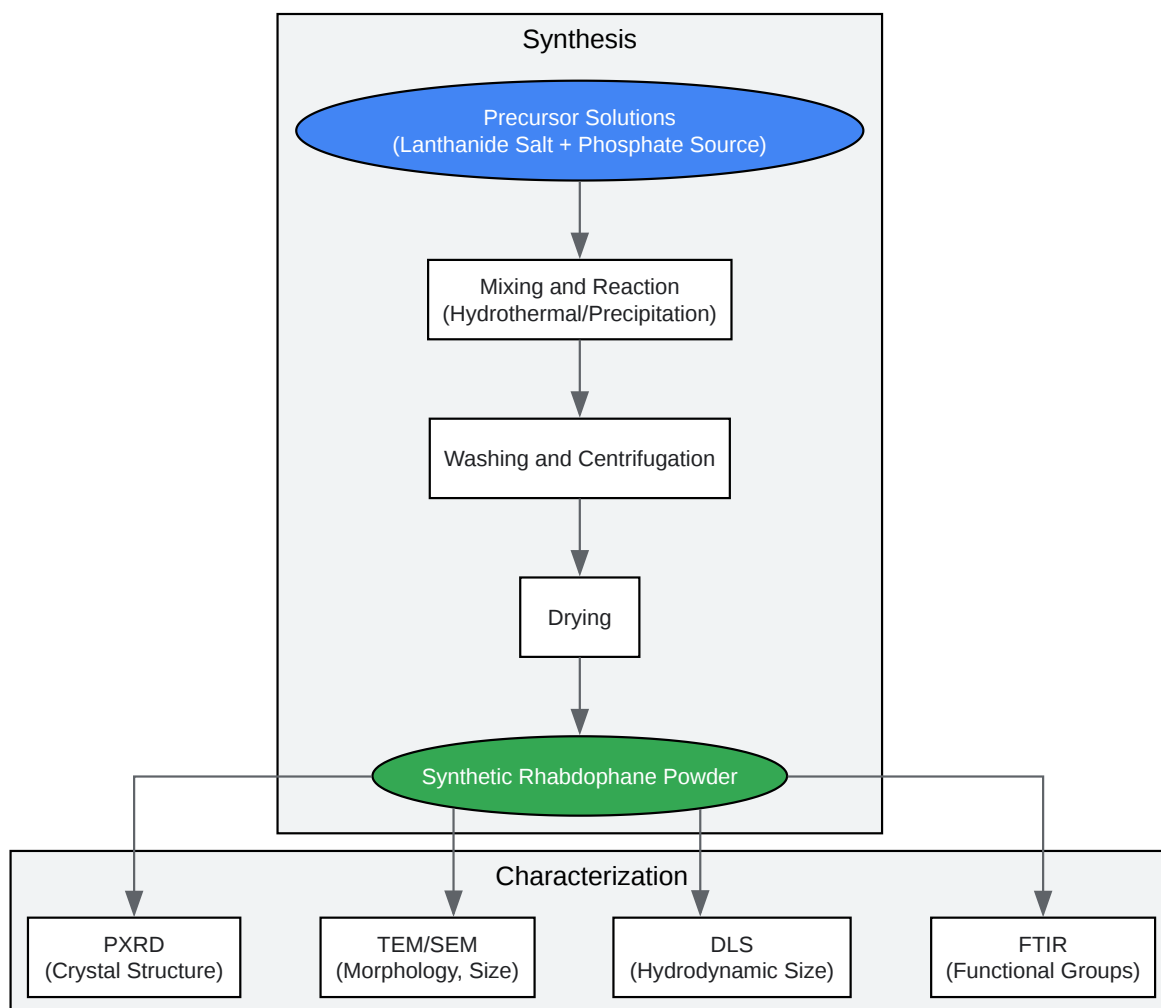 Synthesis
Precursor Solutions
(Lanthanide Salt + Phosphate Source)
Mixing and Reaction
(Hydrothermal/Precipitation)
Washing and Centrifugation
Drying
Synthetic Rhabdophane Powder
Characterization
PXRD
(Crystal Structure)
TEM/SEM
(Morphology, Size)
DLS
(Hydrodynamic Size)
FTIR
(Functional Groups)